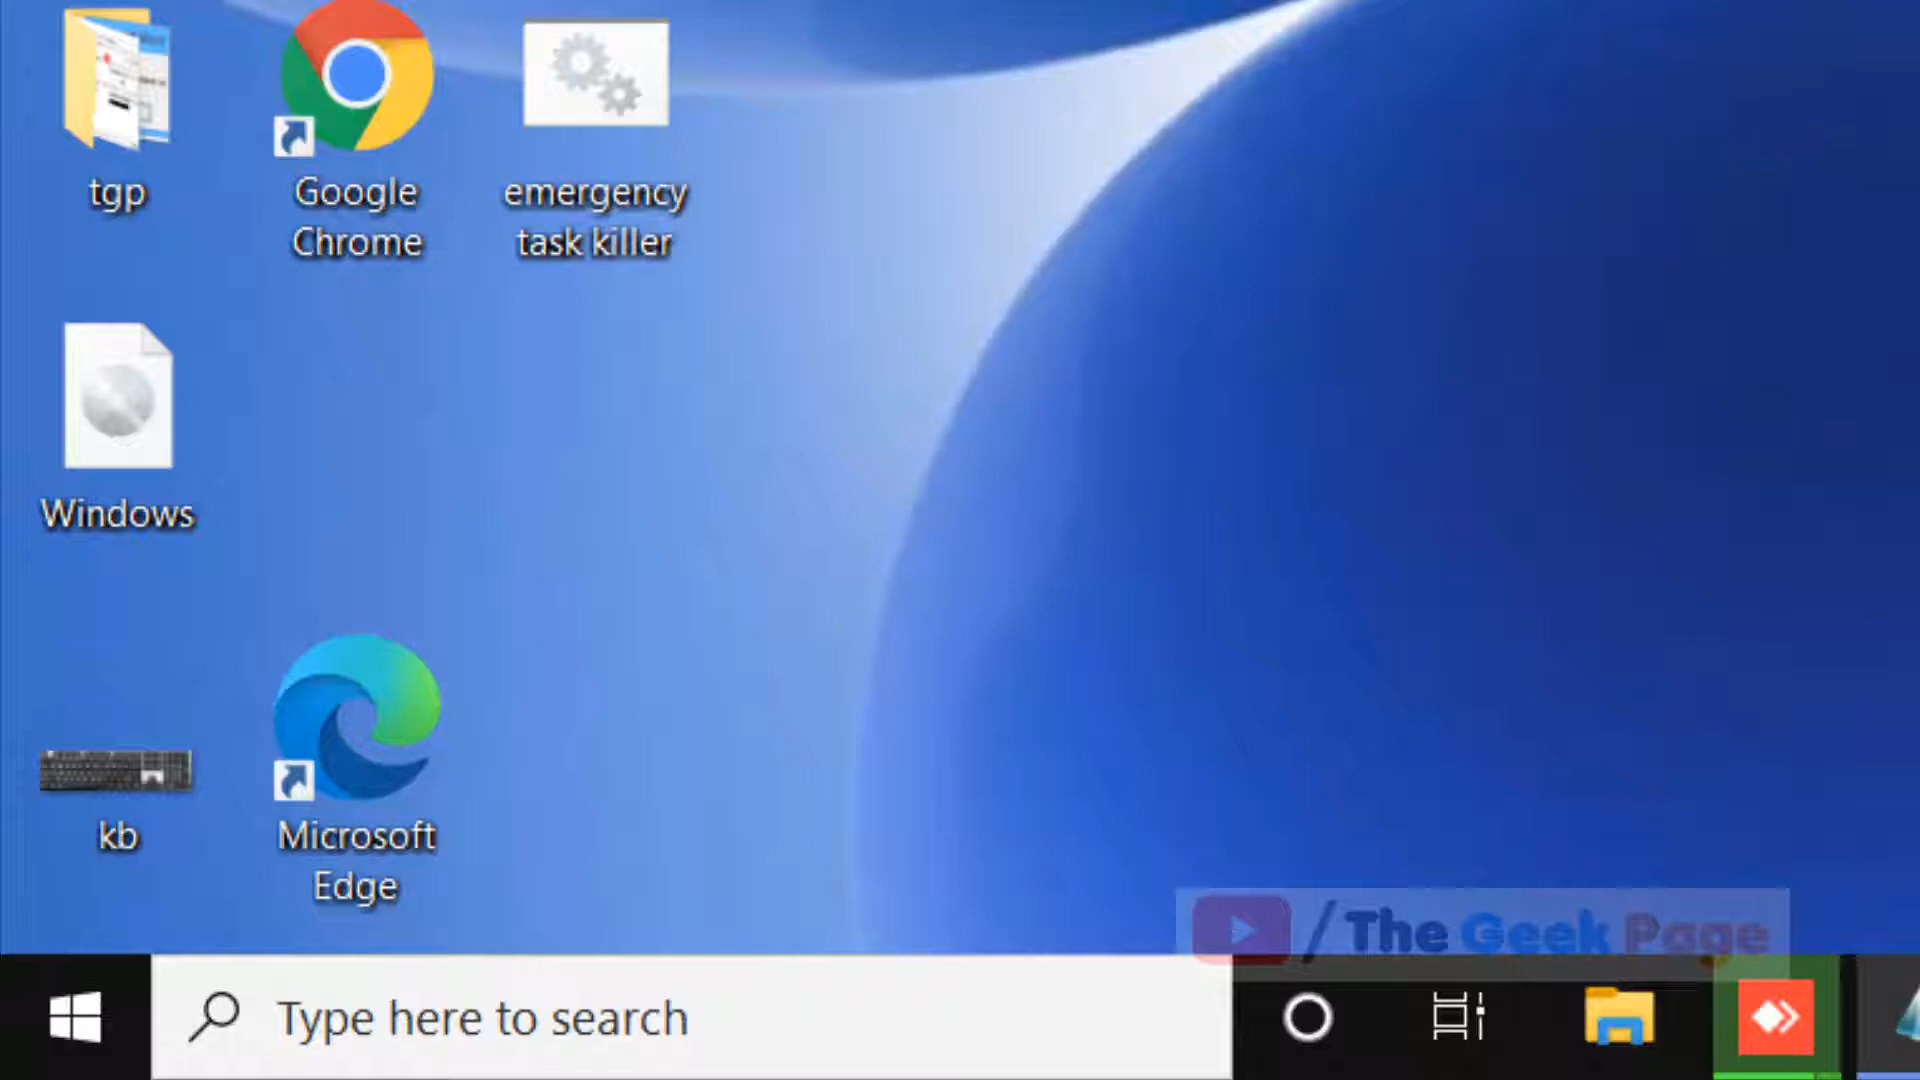 tgp
Google
Chrome
emergency
task killer
Windows
kb
Microsoft
Edge
/ The Geek Page
Type here to search